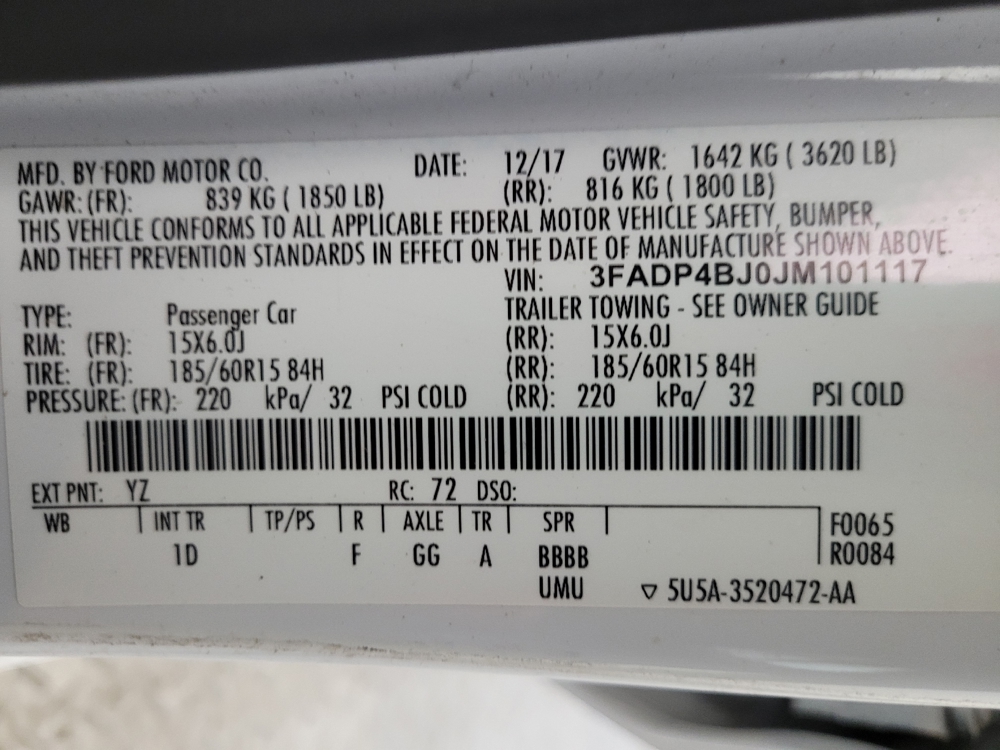 MFD. BY FORD MOTOR CO. DATE: 12/17 GVWR: 1642 KG ( 3620 LB)
GAWR: (FR): 839 KG ( 1850 LB) (RR): 816 KG ( 1800 LB)
THIS VEHICLE CONFORMS TO ALL APPLICABLE FEDERAL MOTOR VEHICLE SAFETY, BUMPER,
AND THEFT PREVENTION STANDARDS IN EFFECT ON THE DATE OF MANUFACTURE SHOWN ABOVE.
VIN: 3FADP4BJ0JM101117
TYPE: Passenger Car TRAILER TOWING - SEE OWNER GUIDE
RIM: (FR): 15X6.0J (RR): 15X6.0J
TIRE: (FR): 185/60R15 84H (RR): 185/60R15 84H
PRESSURE: (FR): 220 kPa/ 32 PSI COLD (RR): 220 kPa/ 32 PSI COLD
EXT PNT: YZ RC: 72 DSO:
WB INT TR TP/PS R AXLE TR SPR F0065
1D F GG A BBBB R0084
UMU ▽ 5U5A-3520472-AA